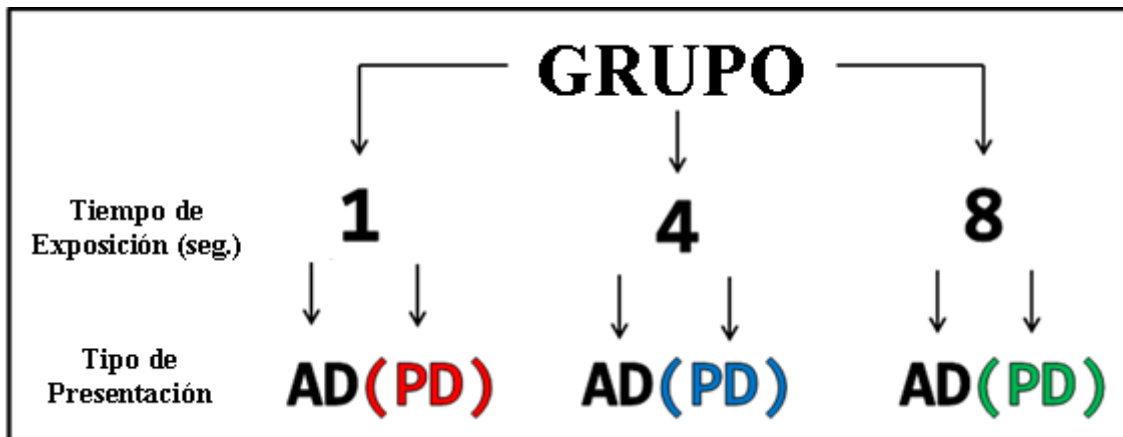 GRUPO
Tiempo de
Exposición (seg.)
1
4
8
Tipo de
Presentación
AD(PD)
AD(PD)
AD(PD)